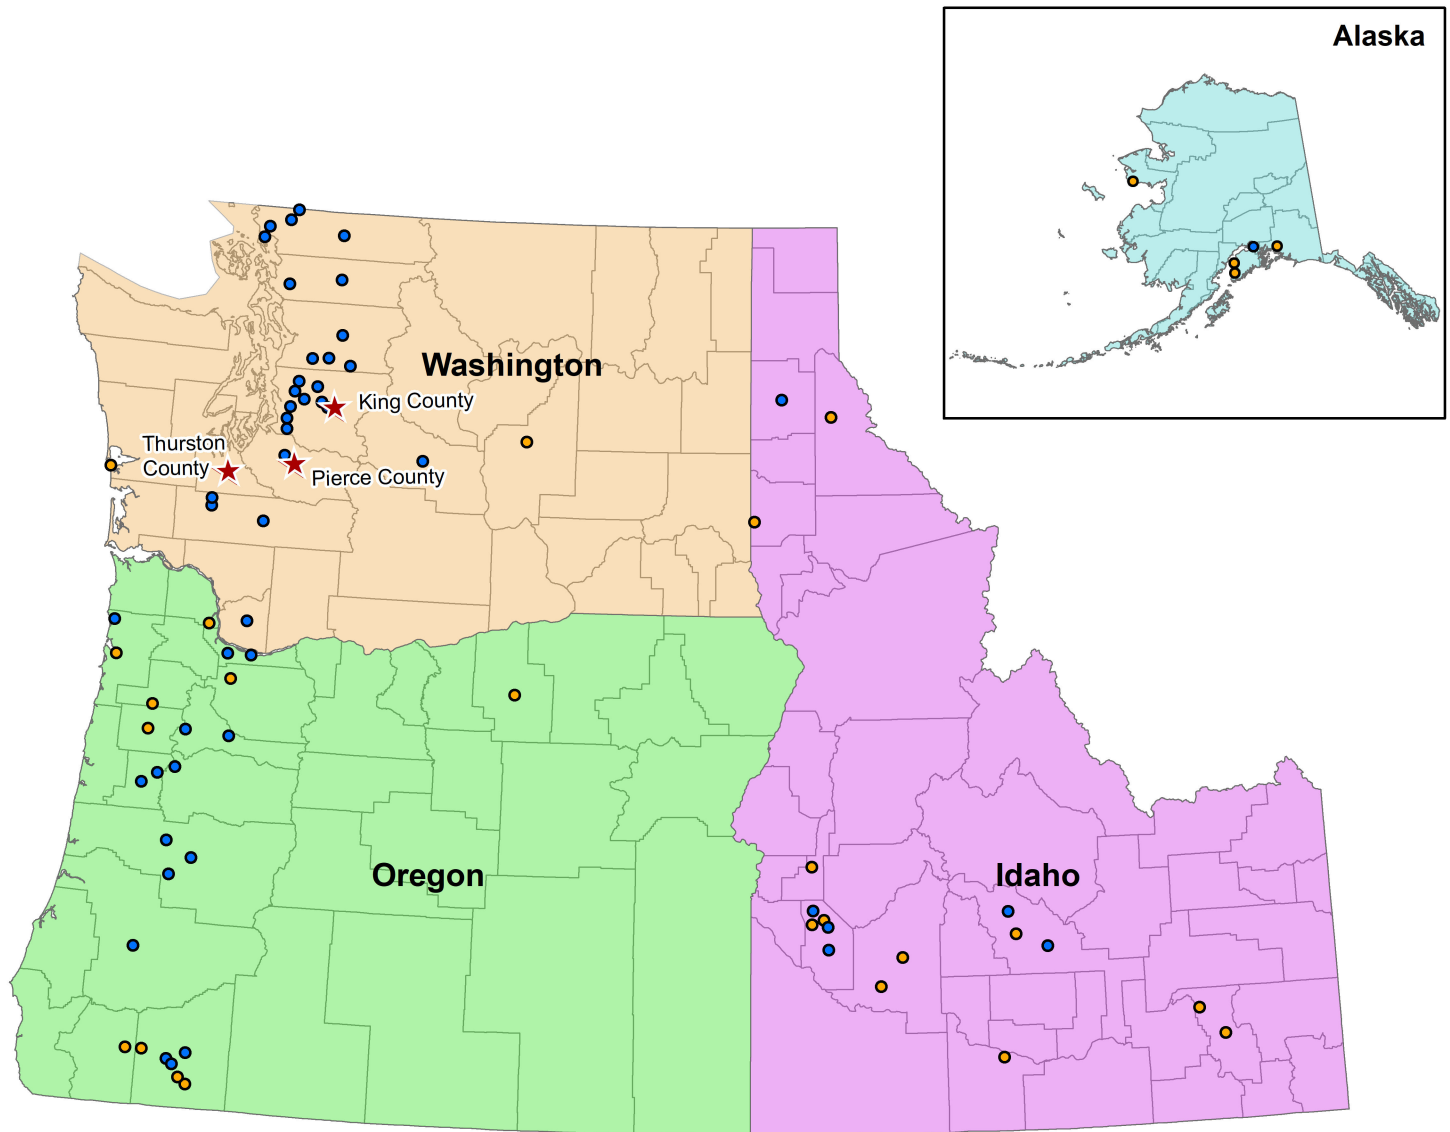 Alaska
Washington
King County
Thurston
County
Pierce County
Oregon
Idaho